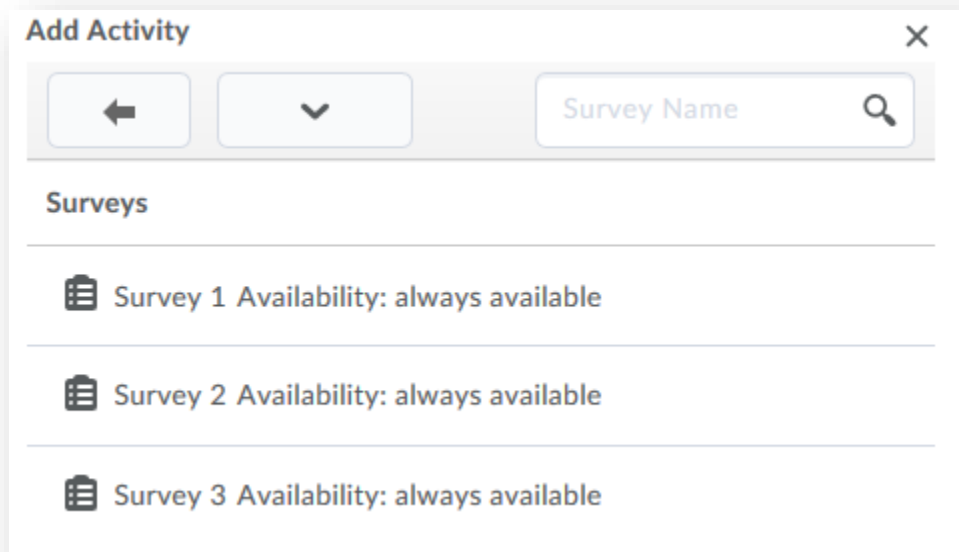 Add Activity
Survey Name
Surveys
Survey 1 Availability: always available
Survey 2 Availability: always available
Survey 3 Availability: always available